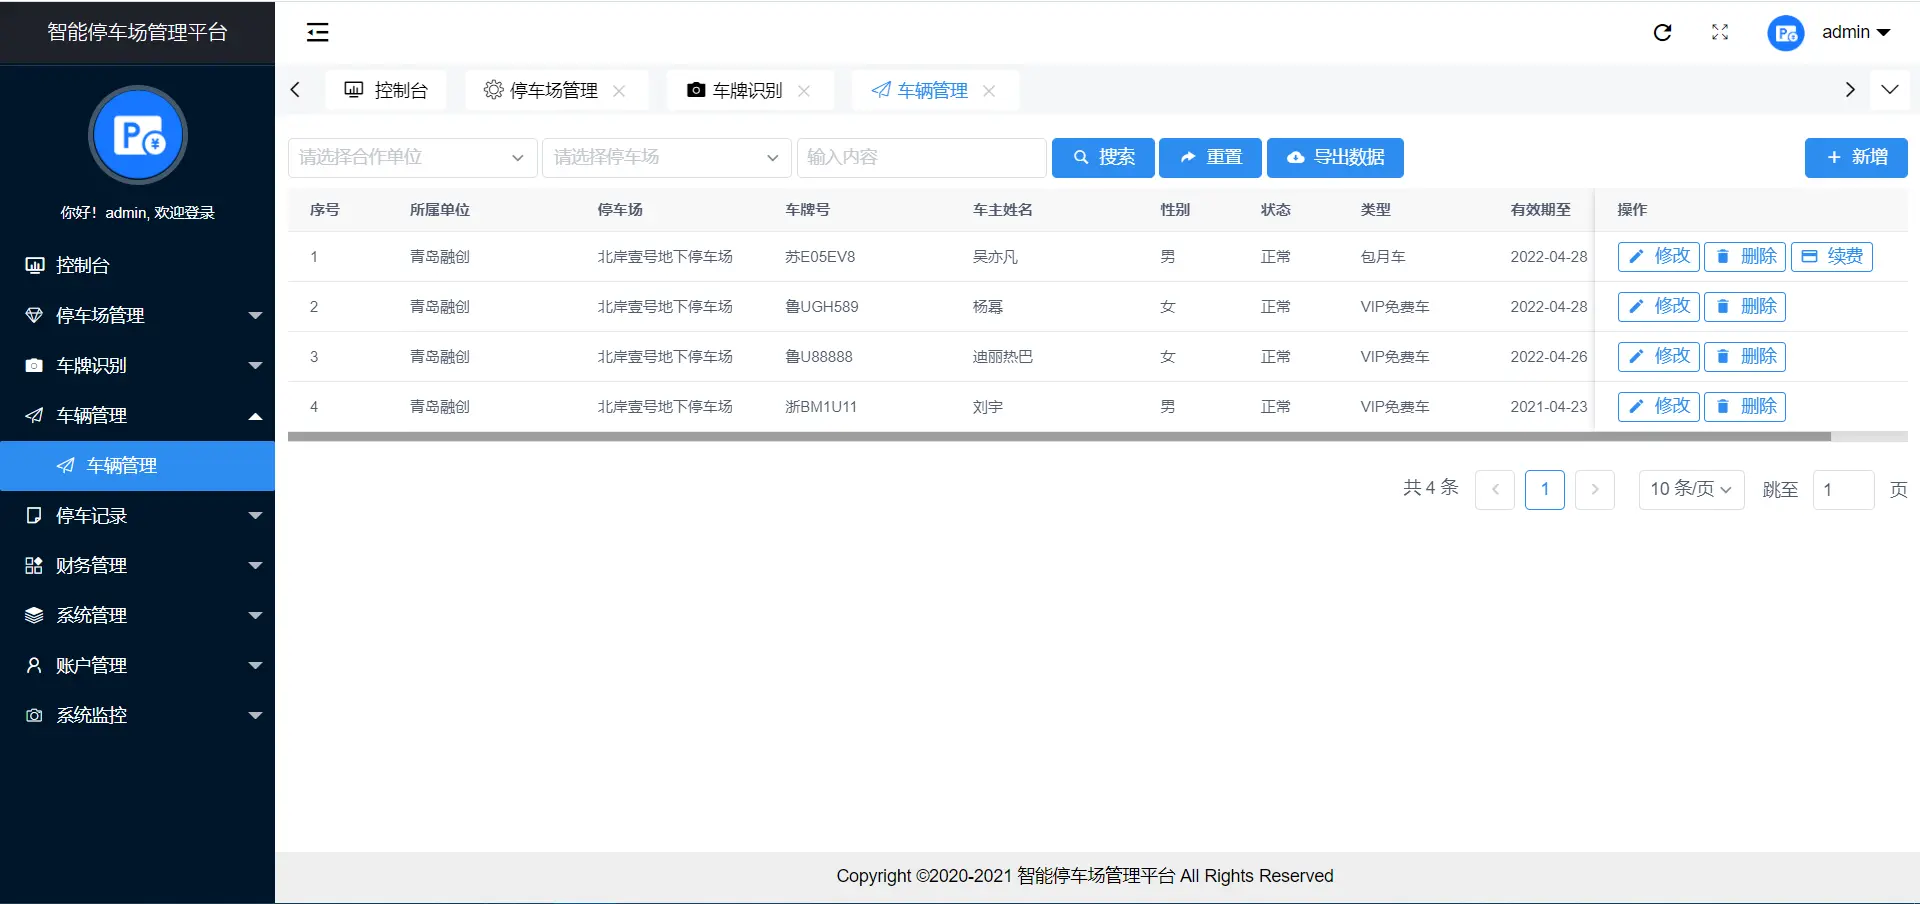 智能停车场管理平台
admin
你好！admin, 欢迎登录
控制台
停车场管理
车牌识别
车辆管理
车辆管理
停车记录
财务管理
系统管理
账户管理
系统监控
控制台 停车场管理 车牌识别 车辆管理
请选择合作单位 请选择停车场 输入内容 搜索 重置 导出数据 新增
序号 所属单位 停车场 车牌号 车主姓名 性别 状态 类型 有效期至 操作
1 青岛融创 北岸壹号地下停车场 苏E05EV8 吴亦凡 男 正常 包月车 2022-04-28 修改 删除 续费
2 青岛融创 北岸壹号地下停车场 鲁UGH589 杨幂 女 正常 VIP免费车 2022-04-28 修改 删除
3 青岛融创 北岸壹号地下停车场 鲁U88888 迪丽热巴 女 正常 VIP免费车 2022-04-26 修改 删除
4 青岛融创 北岸壹号地下停车场 浙BM1U11 刘宇 男 正常 VIP免费车 2021-04-23 修改 删除
共 4 条 1 10 条/页 跳至 1 页
Copyright ©2020-2021 智能停车场管理平台 All Rights Reserved